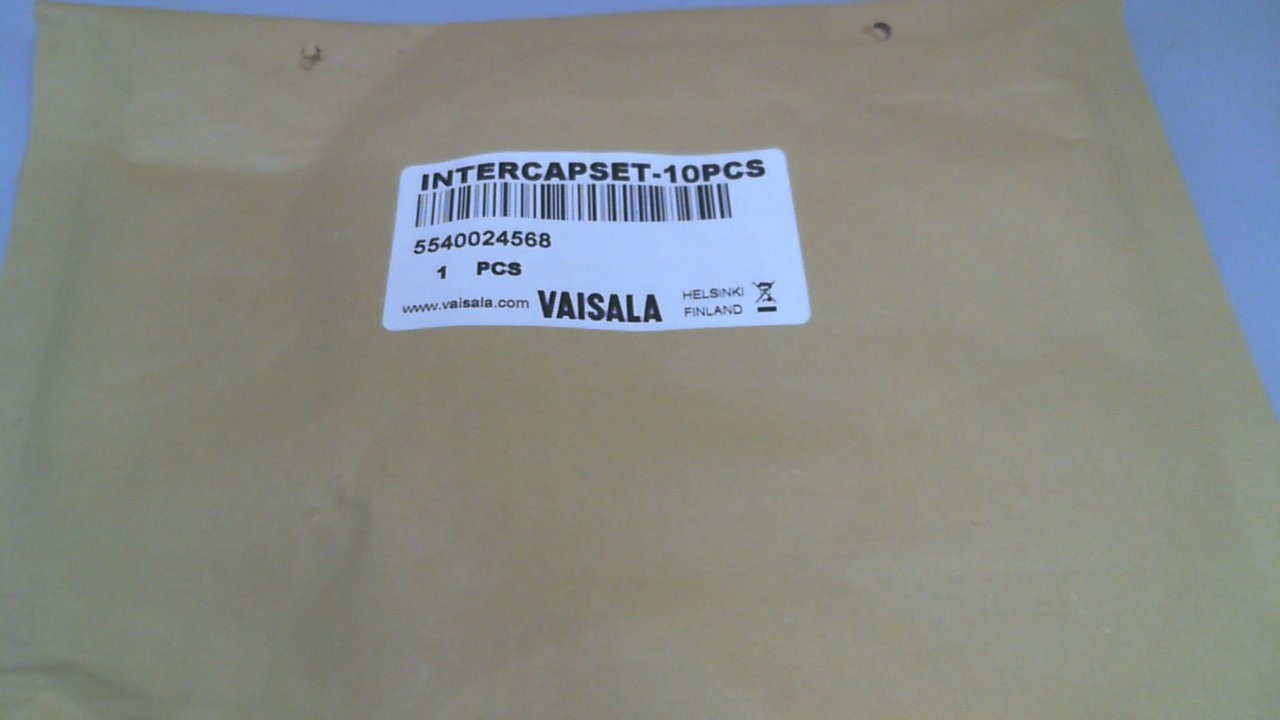 INTERCAPSET-10PCS
5540024568
1 PCS
www.vaisala.com VAISALA HELSINKI
FINLAND